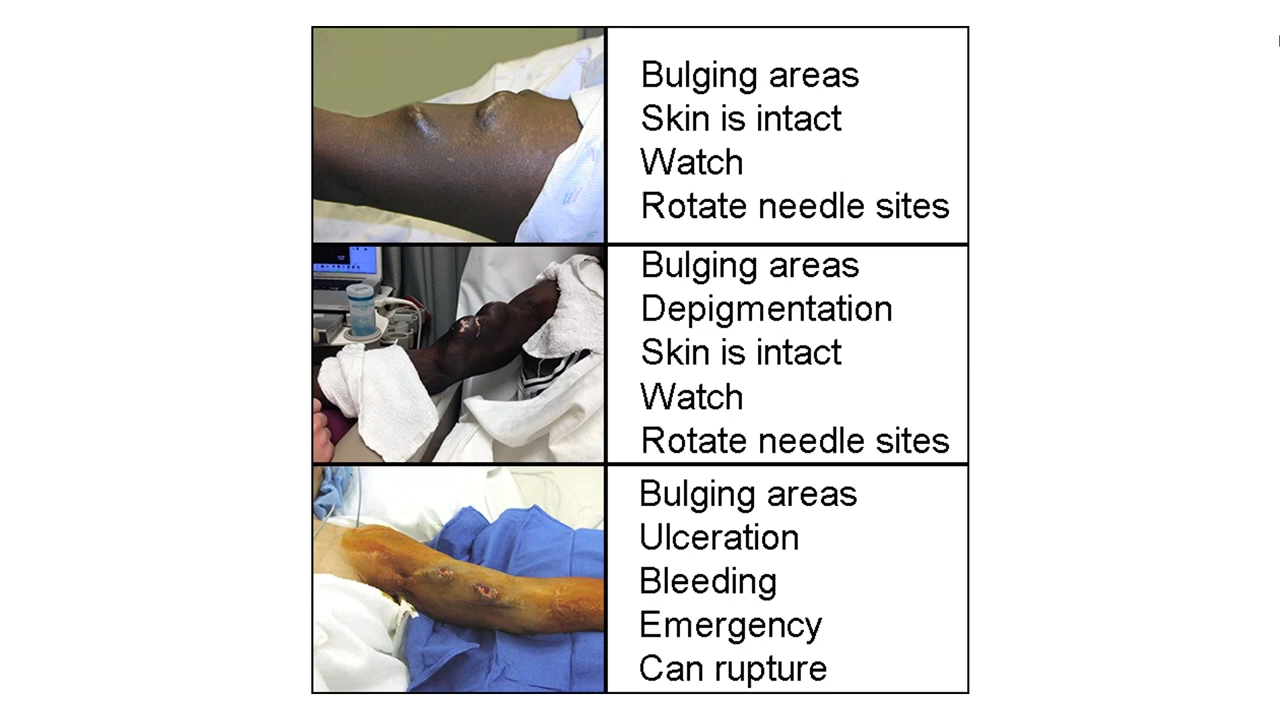 Bulging areas
Skin is intact
Watch
Rotate needle sites
Bulging areas
Depigmentation
Skin is intact
Watch
Rotate needle sites
Bulging areas
Ulceration
Bleeding
Emergency
Can rupture